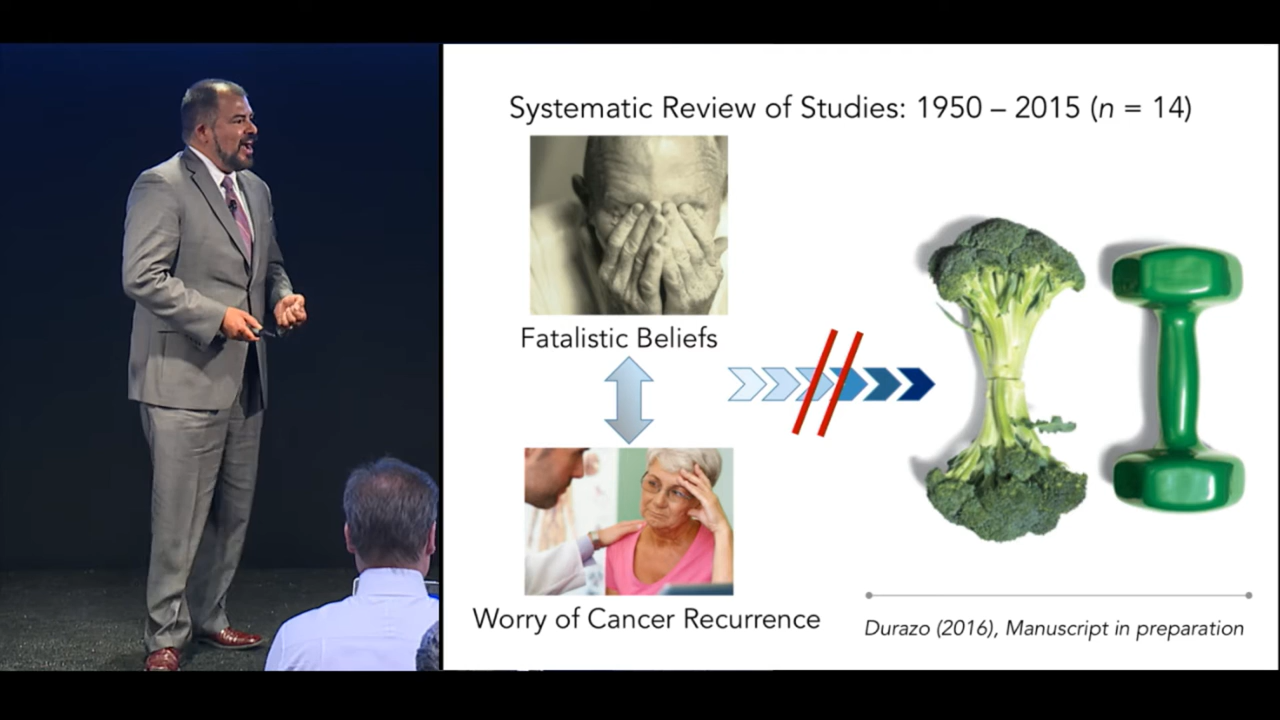 Systematic Review of Studies: 1950 – 2015 (n = 14)
Fatalistic Beliefs
Worry of Cancer Recurrence
Durazo (2016), Manuscript in preparation